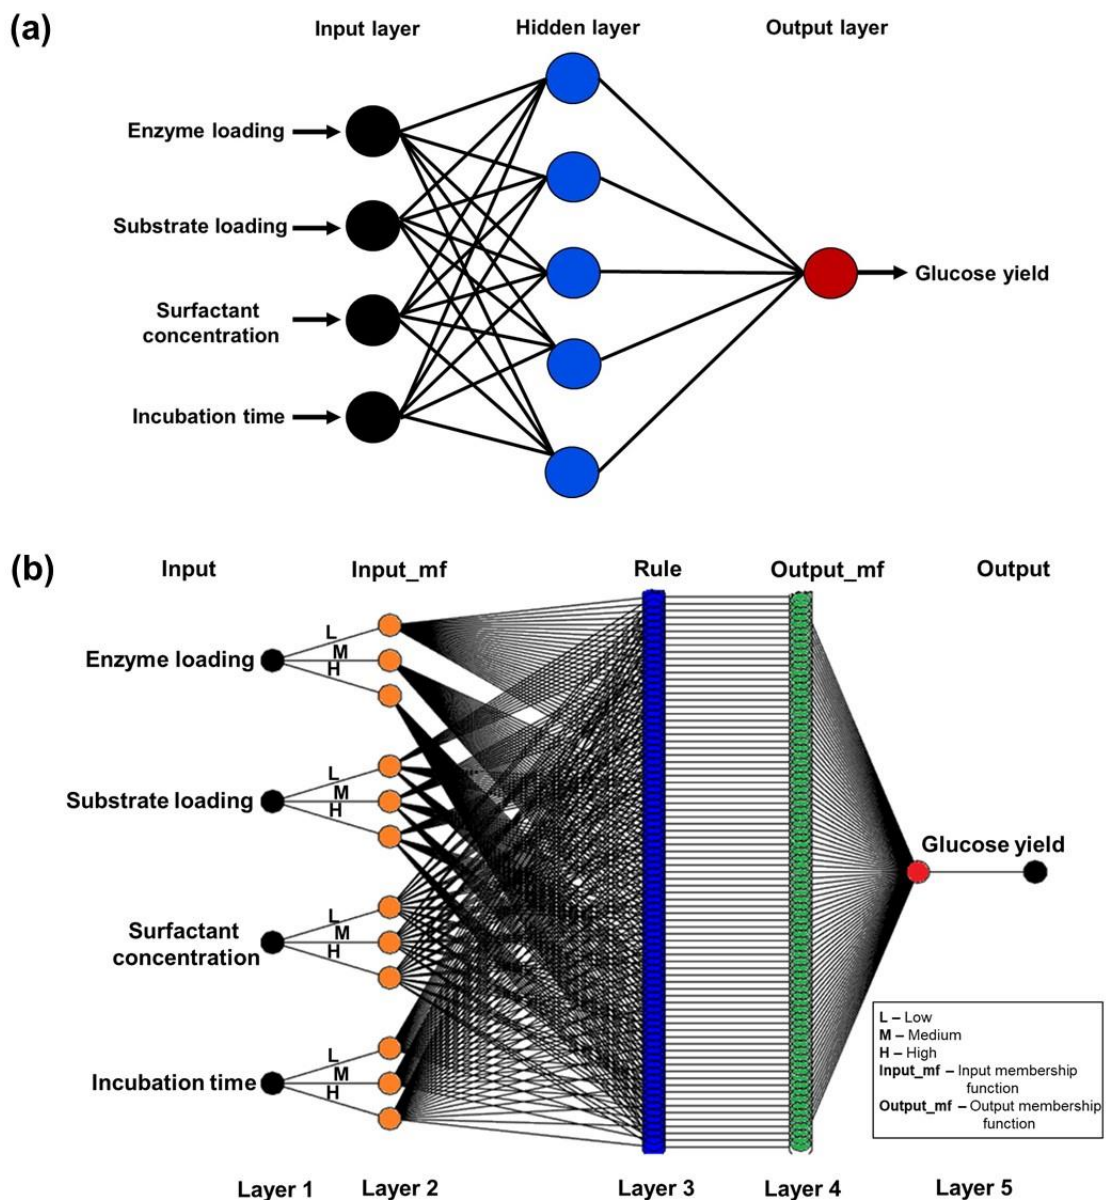 (a)
Input layer
Hidden layer
Output layer
Enzyme loading
Substrate loading
Surfactant
concentration
Incubation time
Glucose yield
(b)
Input
Input_mf
Rule
Output_mf
Output
Enzyme loading
L
M
H
Substrate loading
L
M
H
Surfactant
concentration
L
M
H
Incubation time
L
M
H
Glucose yield
L – Low
M – Medium
H – High
Input_mf – Input membership
function
Output_mf – Output membership
function
Layer 1
Layer 2
Layer 3
Layer 4
Layer 5